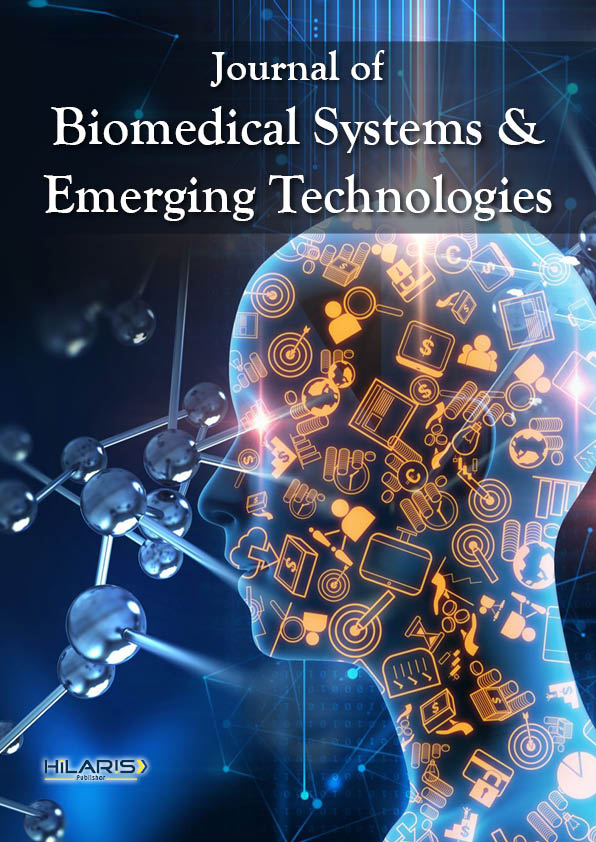 Journal of
Biomedical Systems &
Emerging Technologies
HiLARIS
Publisher